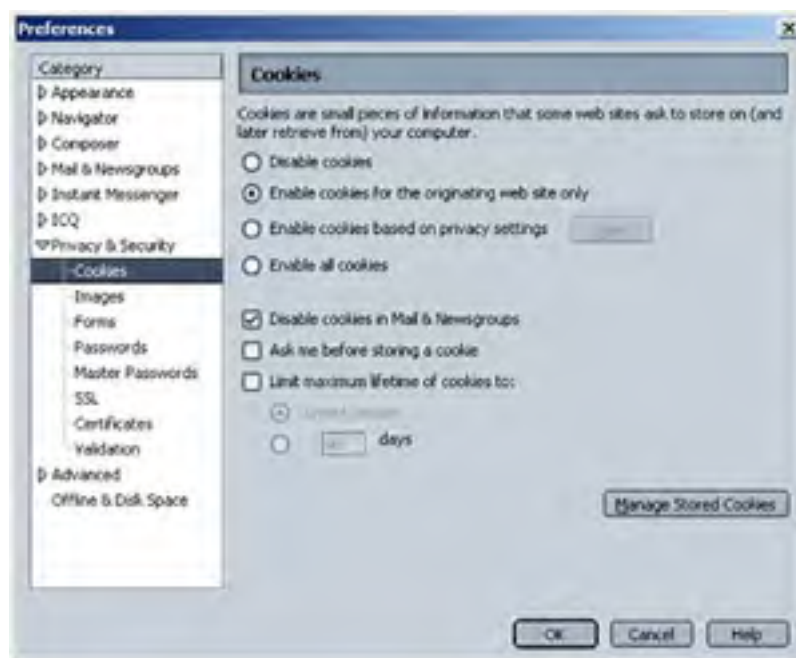 Preferences
Category
Appearance
Navigator
Composer
Mail & Newsgroups
Instant Messenger
ICQ
Privacy & Security
Cookies
Images
Forms
Passwords
Master Passwords
SSL
Certificates
Validation
Advanced
Offline & Disk Space
Cookies
Cookies are small pieces of information that some web sites ask to store on (and
later retrieve from) your computer.
Disable cookies
Enable cookies for the originating web site only
Enable cookies based on privacy settings
Enable all cookies
Disable cookies in Mail & Newsgroups
Ask me before storing a cookie
Limit maximum lifetime of cookies to:
days
Manage Stored Cookies
OK Cancel Help